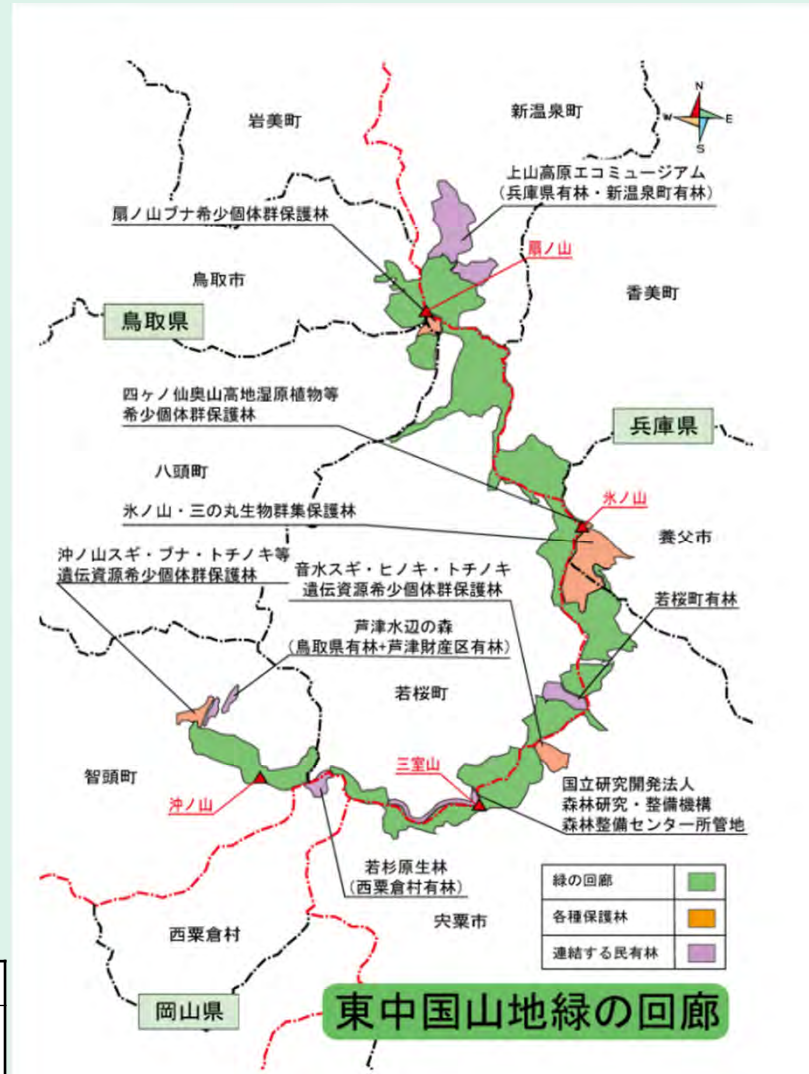 岩美町
新温泉町
N
W
E
S
上山高原エコミュージアム
（兵庫県有林・新温泉町有林）
扇ノ山ブナ希少個体群保護林
扇ノ山
鳥取市
香美町
鳥取県
四ヶノ仙奥山高地湿原植物等
希少個体群保護林
兵庫県
八頭町
氷ノ山
氷ノ山・三の丸生物群集保護林
養父市
沖ノ山スギ・ブナ・トチノキ等
遺伝資源希少個体群保護林
音水スギ・ヒノキ・トチノキ
遺伝資源希少個体群保護林
若桜町有林
芦津水辺の森
（鳥取県有林+芦津財産区有林）
若桜町
智頭町
三室山
沖ノ山
国立研究開発法人
森林研究・整備機構
森林整備センター所管地
若杉原生林
（西粟倉村有林）
緑の回廊
各種保護林
連結する民有林
宍粟市
西粟倉村
岡山県
東中国山地緑の回廊